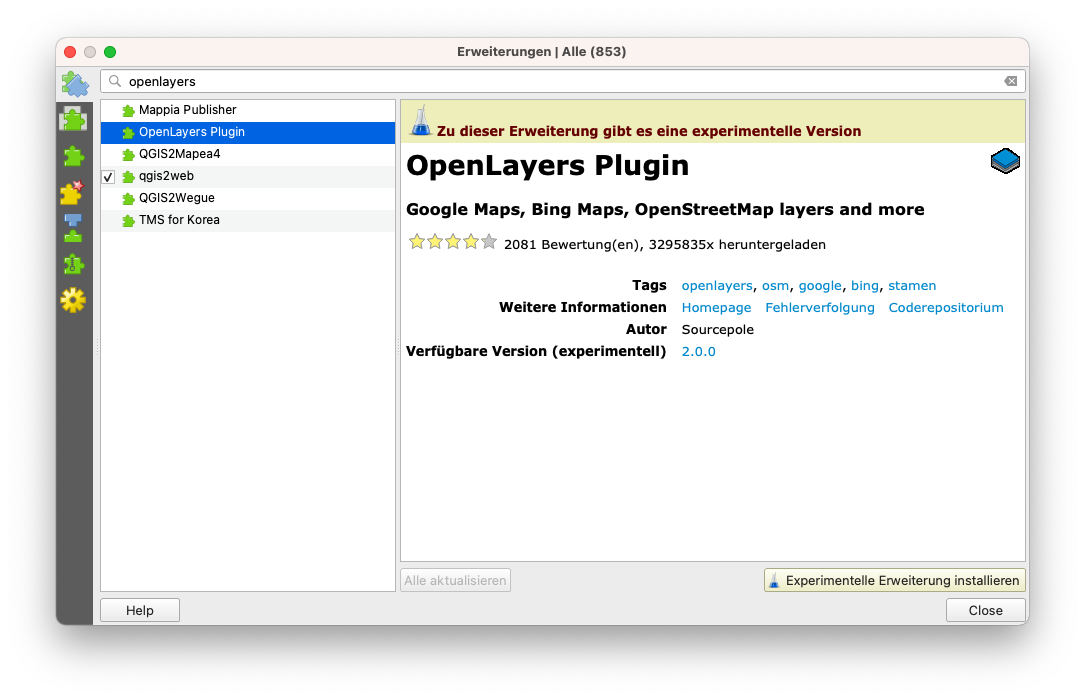 Erweiterungen | Alle (853)
openlayers
Mappia Publisher
OpenLayers Plugin
QGIS2Mapea4
qgis2web
QGIS2Wegue
TMS for Korea
Zu dieser Erweiterung gibt es eine experimentelle Version
OpenLayers Plugin
Google Maps, Bing Maps, OpenStreetMap layers and more
2081 Bewertung(en), 3295835x heruntergeladen
Tags openlayers, osm, google, bing, stamen
Weitere Informationen Homepage Fehlerverfolgung Coderepositorium
Autor Sourcepole
Verfügbare Version (experimentell) 2.0.0
Alle aktualisieren
Experimentelle Erweiterung installieren
Help
Close